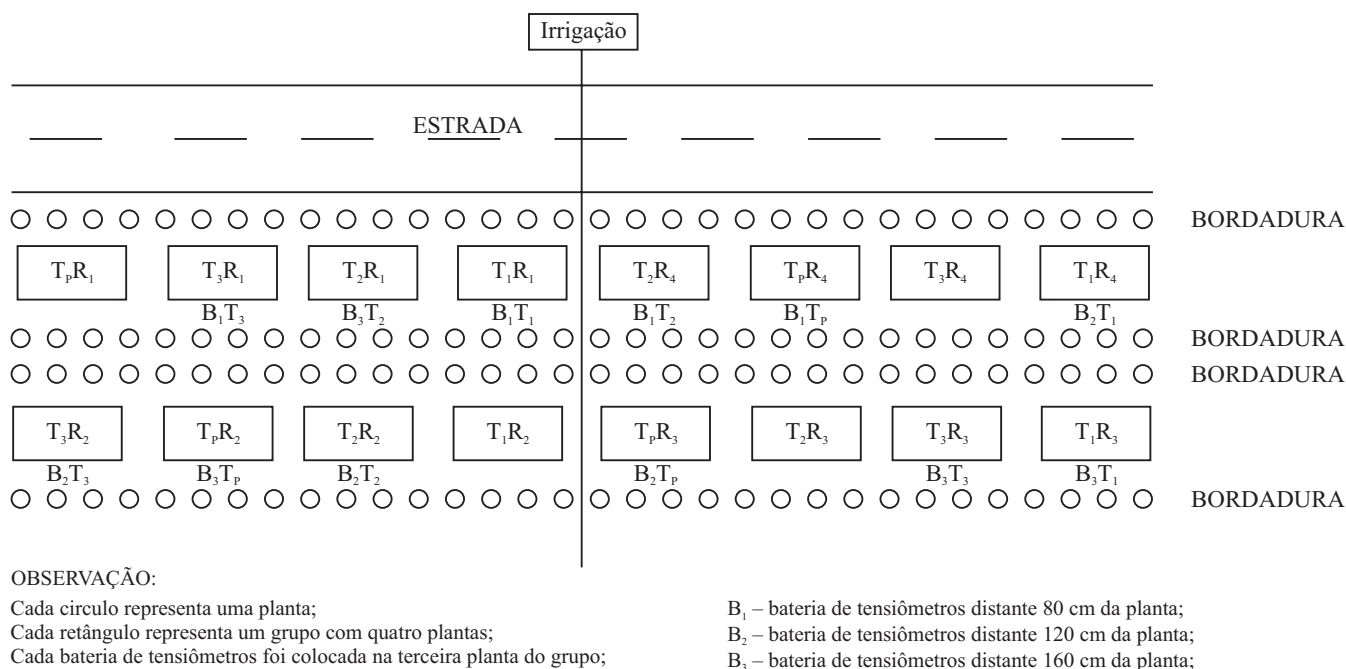 Irrigação
ESTRADA
BORDADURA
TₚR₁ T₃R₁ T₂R₁ T₁R₁ T₂R₄ TₚR₄ T₃R₄ T₁R₄
B₁T₃ B₃T₂ B₁T₁ B₁T₂ B₁Tₚ B₂T₁
BORDADURA
BORDADURA
T₃R₂ TₚR₂ T₂R₂ T₁R₂ TₚR₃ T₂R₃ T₃R₃ T₁R₃
B₂T₃ B₃Tₚ B₂T₂ B₂Tₚ B₃T₃ B₃T₁
BORDADURA
OBSERVAÇÃO:
Cada circulo representa uma planta;
Cada retângulo representa um grupo com quatro plantas;
Cada bateria de tensiômetros foi colocada na terceira planta do grupo;
B₁ – bateria de tensiômetros distante 80 cm da planta;
B₂ – bateria de tensiômetros distante 120 cm da planta;
B₃ – bateria de tensiômetros distante 160 cm da planta;